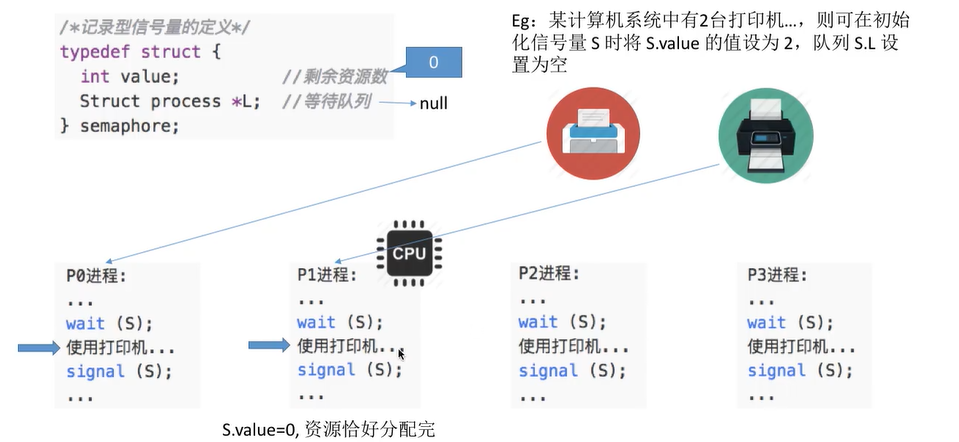 /*记录型信号量的定义*/
typedef struct {
int value; //剩余资源数
0
Struct process *L; //等待队列
null
} semaphore;
Eg：某计算机系统中有2台打印机...，则可在初始
化信号量 S 时将 S.value 的值设为 2，队列 S.L 设
置为空
CPU
P0进程:
...
wait (S);
使用打印机...
signal (S);
...
P1进程:
...
wait (S);
使用打印机...
signal (S);
...
P2进程:
...
wait (S);
使用打印机...
signal (S);
...
P3进程:
...
wait (S);
使用打印机...
signal (S);
...
S.value=0, 资源恰好分配完